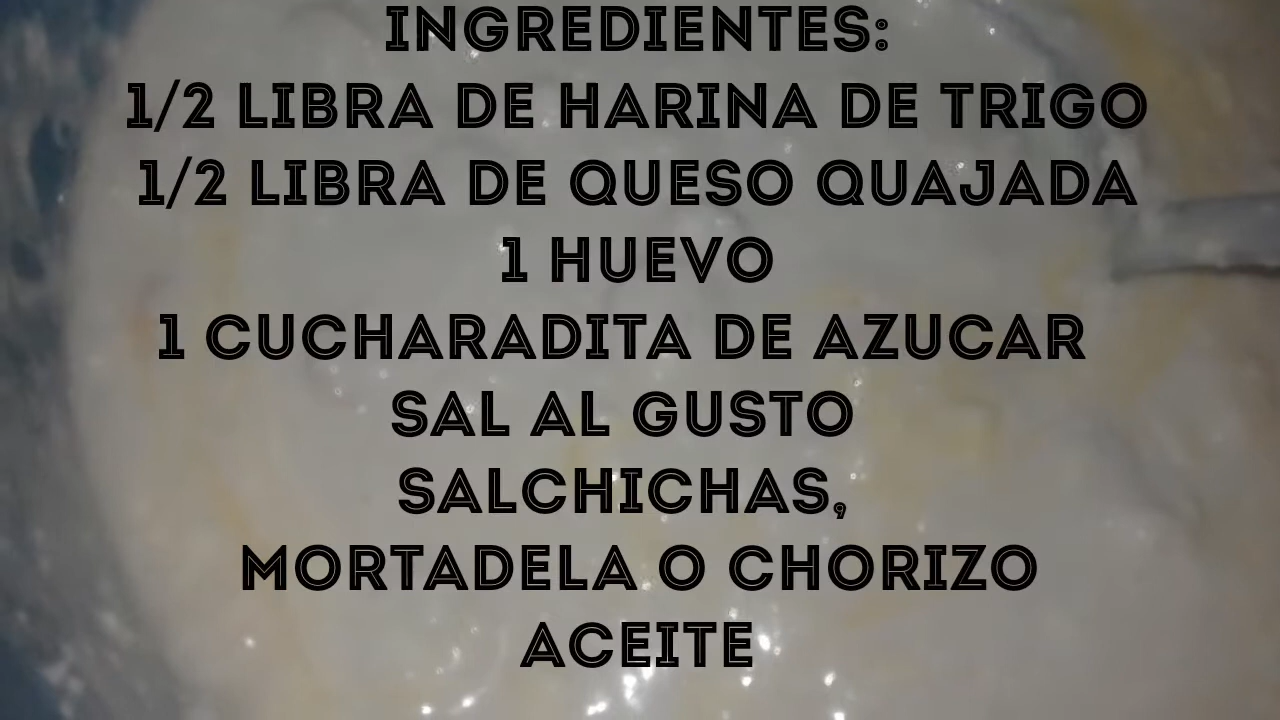 INGREDIENTES:
1/2 LIBRA DE HARINA DE TRIGO
1/2 LIBRA DE QUESO QUAJADA
1 HUEVO
1 CUCHARADITA DE AZUCAR
SAL AL GUSTO
SALCHICHAS,
MORTADELA O CHORIZO
ACEITE